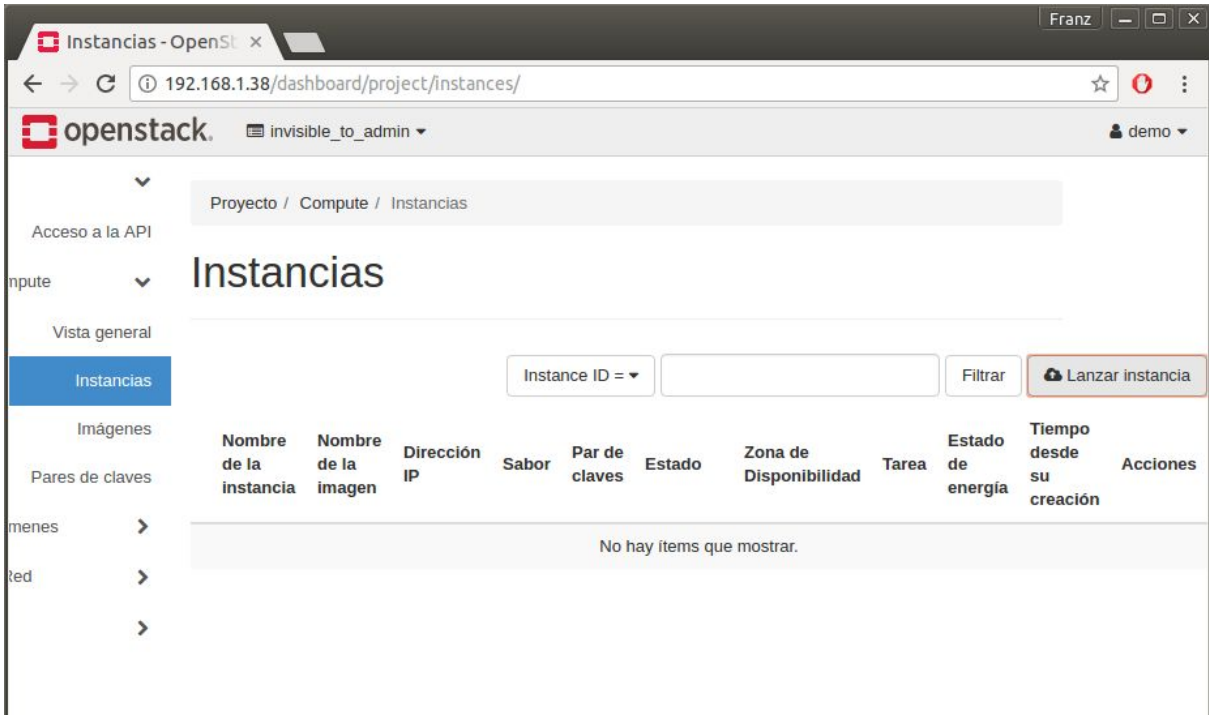 Franz
Instancias - OpenSt
192.168.1.38/dashboard/project/instances/
openstack. invisible_to_admin demo
Proyecto / Compute / Instancias
Acceso a la API
Instancias
mpute
Vista general
Instancias
Instance ID = Filtrar Lanzar instancia
Imágenes
Pares de claves
menes
Red
Nombre de la instancia
Nombre de la imagen
Dirección IP
Sabor
Par de claves
Estado
Zona de Disponibilidad
Tarea
Estado de energía
Tiempo desde su creación
Acciones
No hay ítems que mostrar.